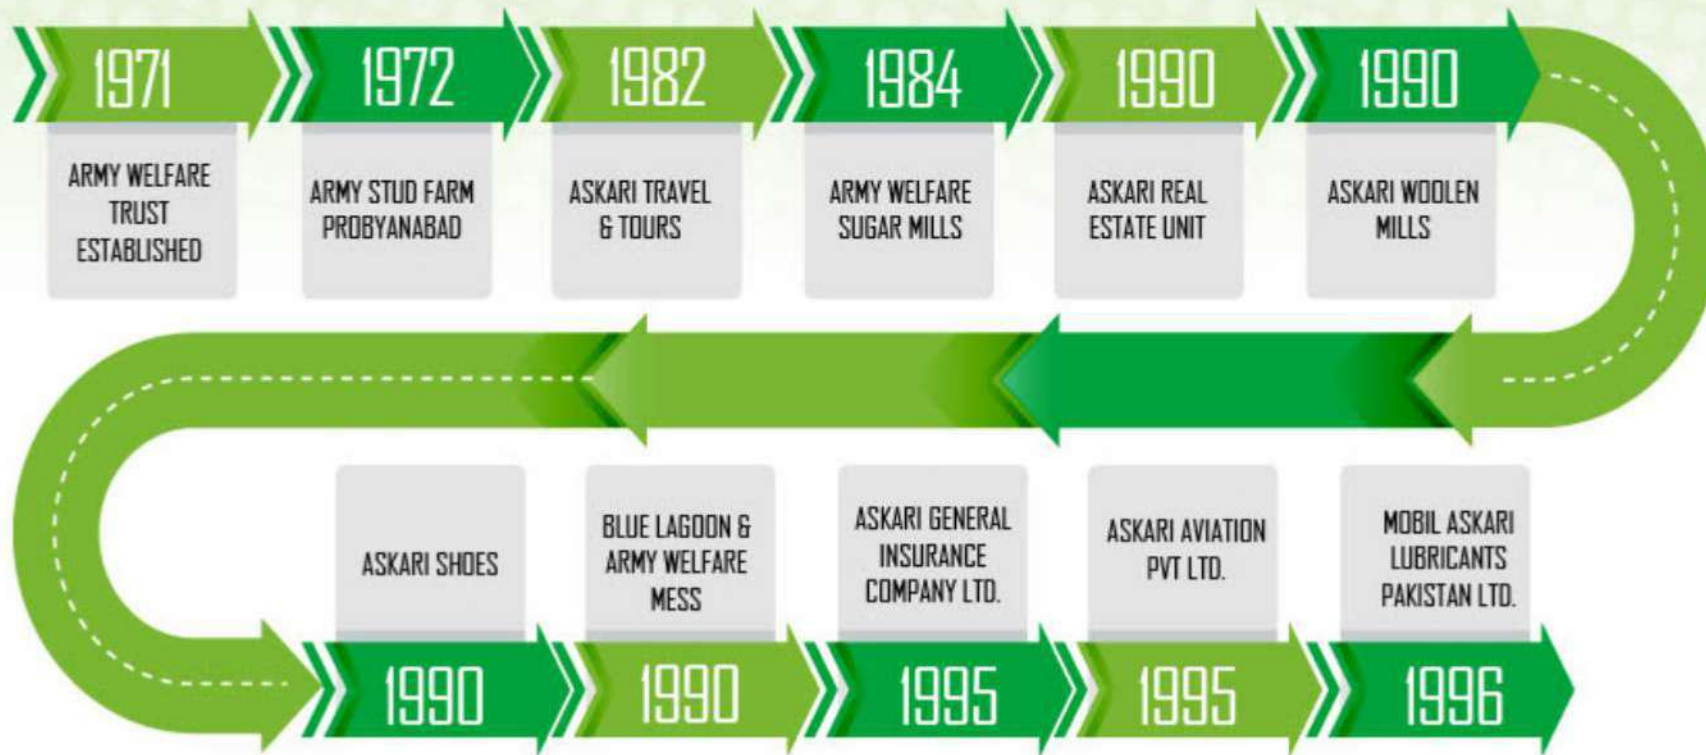 1971
ARMY WELFARE
TRUST
ESTABLISHED
1972
ARMY STUD FARM
PROBYANABAD
1982
ASKARI TRAVEL
& TOURS
1984
ARMY WELFARE
SUGAR MILLS
1990
ASKARI REAL
ESTATE UNIT
1990
ASKARI WOOLEN
MILLS
ASKARI SHOES
1990
BLUE LAGOON &
ARMY WELFARE
MESS
1990
ASKARI GENERAL
INSURANCE
COMPANY LTD.
1995
ASKARI AVIATION
PVT LTD.
1995
MOBIL ASKARI
LUBRICANTS
PAKISTAN LTD.
1996